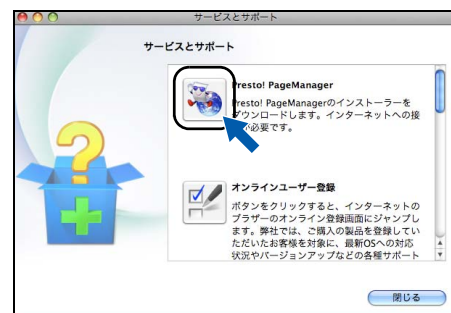 サービスとサポート
サービスとサポート
Presto! PageManager
Presto! PageManagerのインストーラーを
ダウンロードします。インターネットへの接
が必要です。
オンラインユーザー登録
ボタンをクリックすると、インターネットの
ブラザーのオンライン登録画面にジャンプし
ます。弊社では、ご購入の製品を登録してい
ただいたお客様を対象に、最新OSへの対応
状況やバージョンアップなどの各種サポート
閉じる